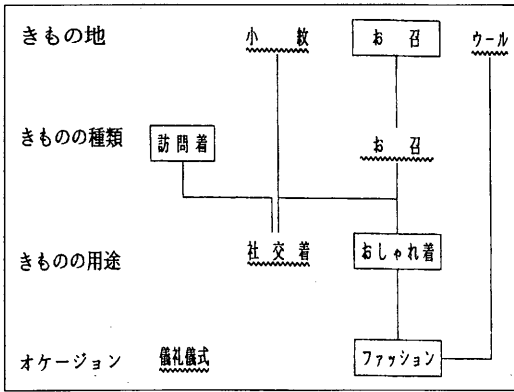 きもの地 小紋 お召 ウール
きものの種類 訪問着 お召
きものの用途 社交着 おしゃれ着
オケージョン 儀礼儀式 ファッション